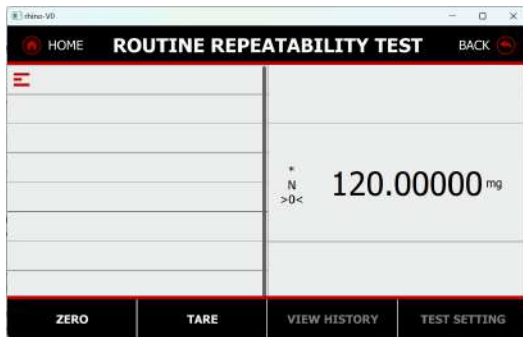 rhino-V0
HOME
ROUTINE REPEATABILITY TEST
BACK
*
N
>0<
120.00000 mg
ZERO
TARE
VIEW HISTORY
TEST SETTING